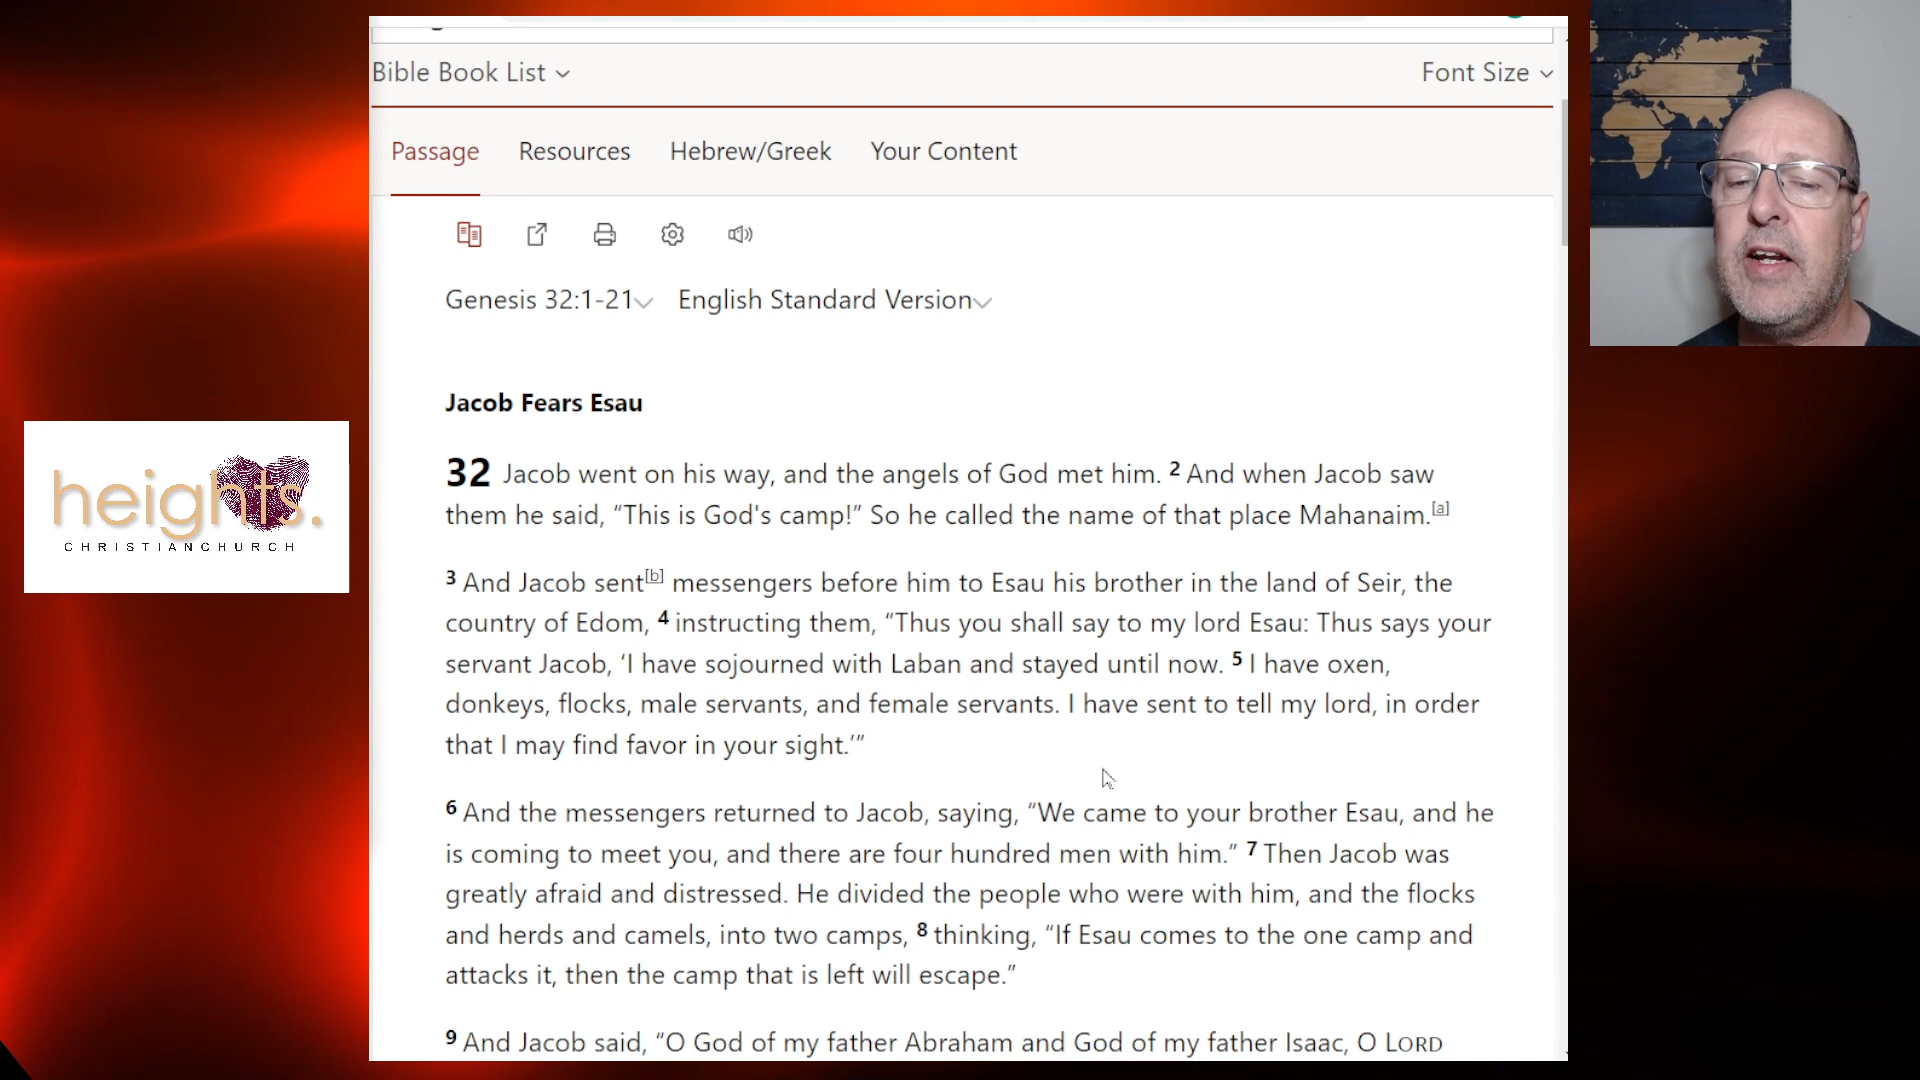 Bible Book List
Font Size
Passage
Resources
Hebrew/Greek
Your Content
Genesis 32:1-21
English Standard Version
Jacob Fears Esau
32 Jacob went on his way, and the angels of God met him. 2 And when Jacob saw
them he said, “This is God's camp!” So he called the name of that place Mahanaim.[a]
3 And Jacob sent[b] messengers before him to Esau his brother in the land of Seir, the
country of Edom, 4 instructing them, “Thus you shall say to my lord Esau: Thus says your
servant Jacob, ‘I have sojourned with Laban and stayed until now. 5 I have oxen,
donkeys, flocks, male servants, and female servants. I have sent to tell my lord, in order
that I may find favor in your sight.’”
6 And the messengers returned to Jacob, saying, “We came to your brother Esau, and he
is coming to meet you, and there are four hundred men with him.” 7 Then Jacob was
greatly afraid and distressed. He divided the people who were with him, and the flocks
and herds and camels, into two camps, 8 thinking, “If Esau comes to the one camp and
attacks it, then the camp that is left will escape.”
9 And Jacob said, “O God of my father Abraham and God of my father Isaac, O LORD
heights.
CHRISTIANCHURCH